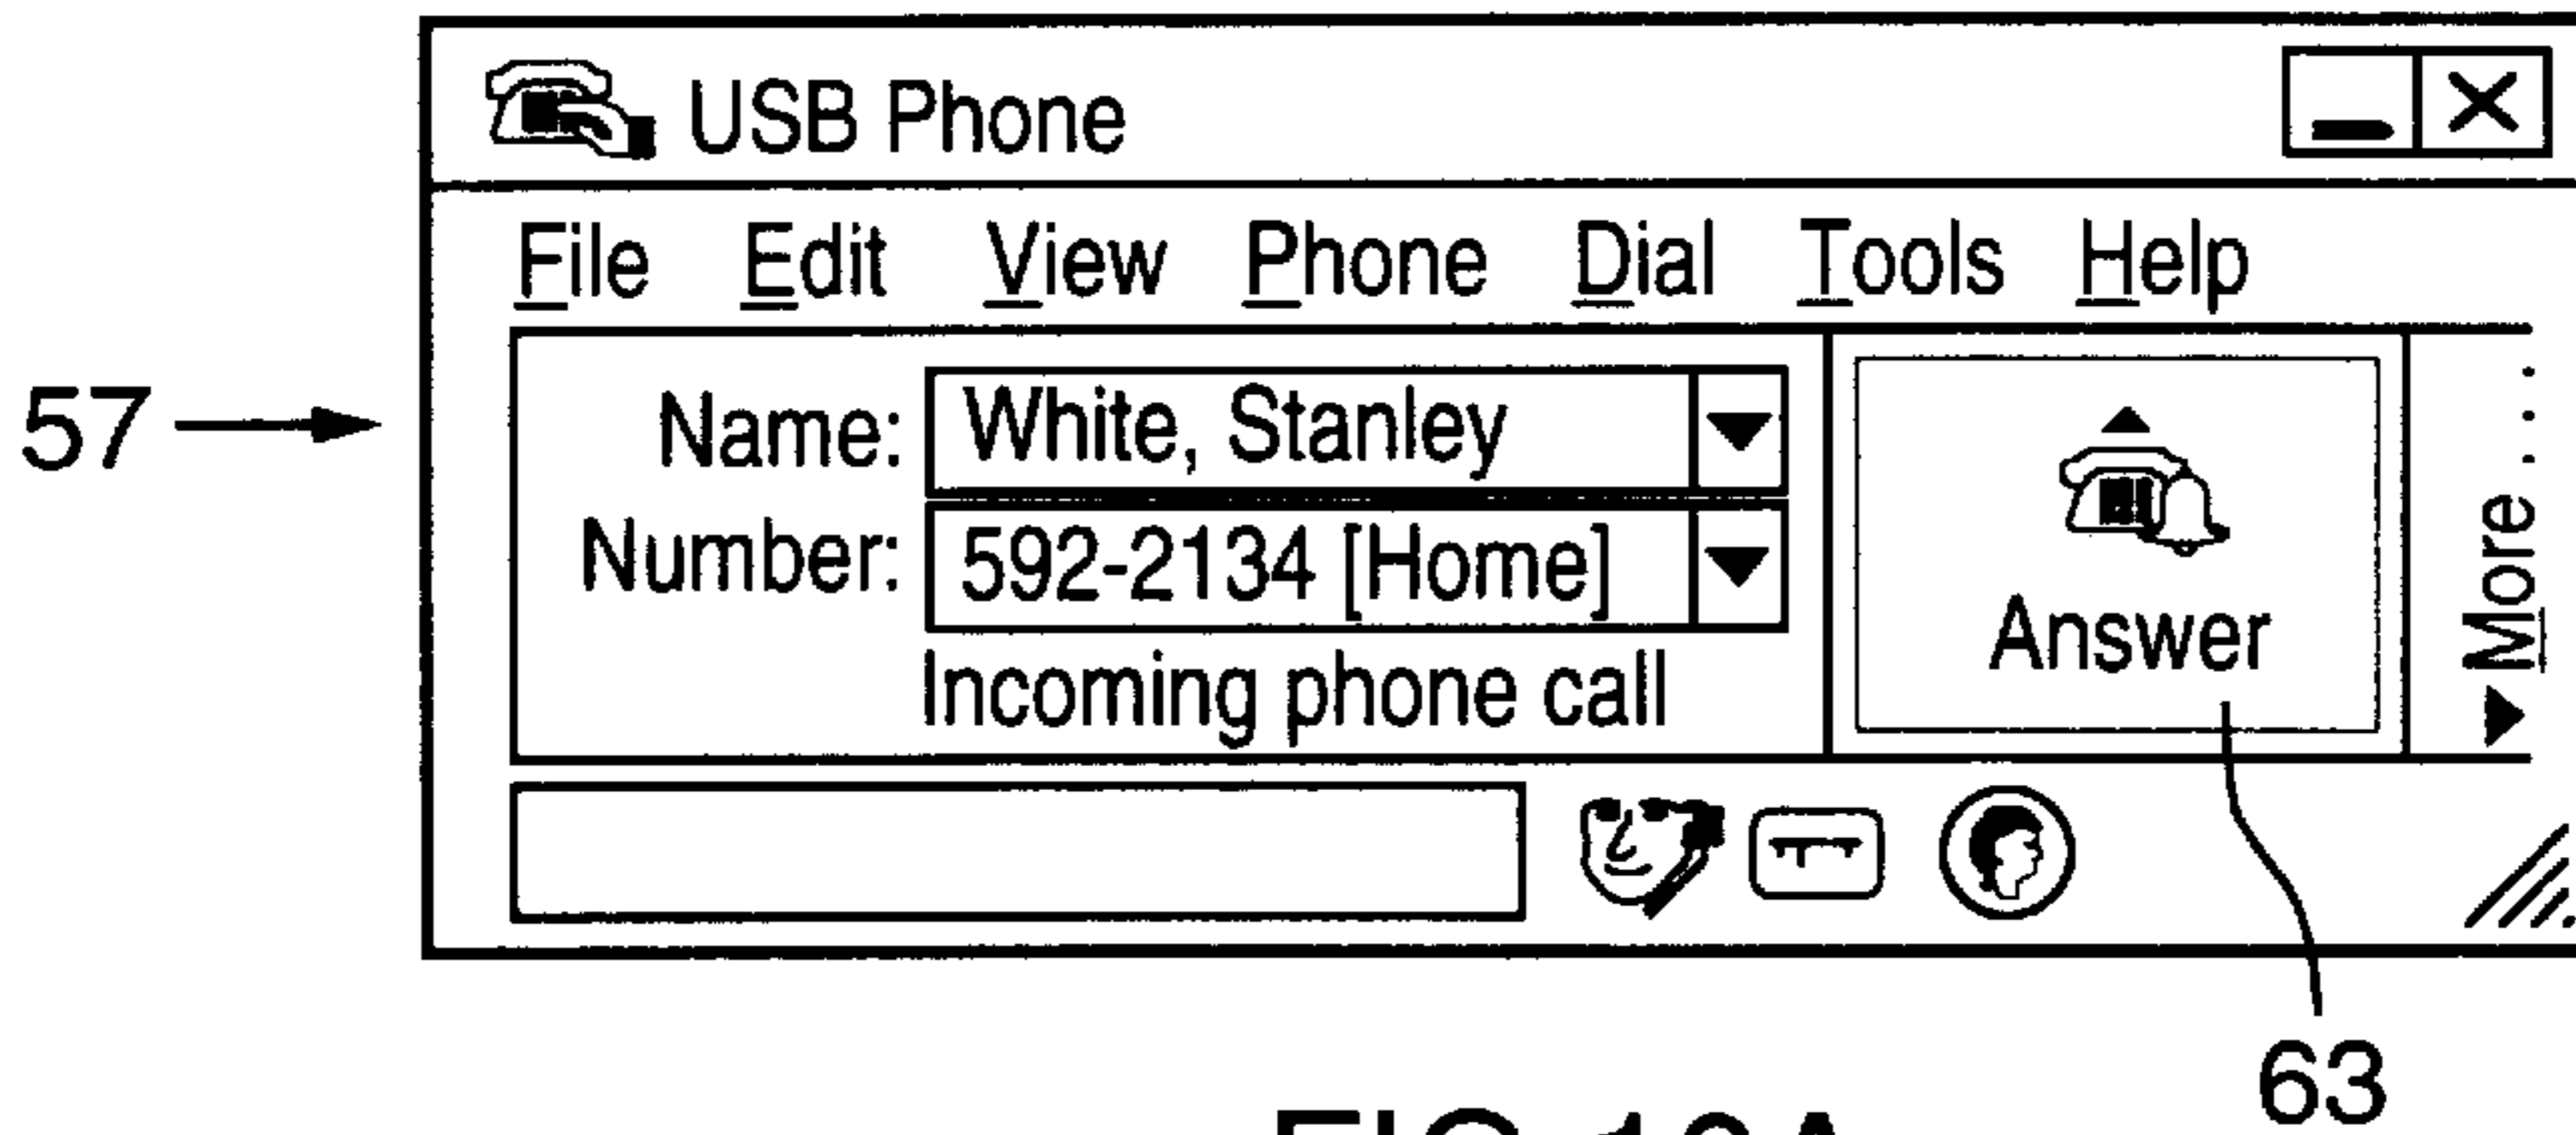 USB Phone
File Edit View Phone Dial Tools Help
57
Name: White, Stanley
Number: 592-2134 [Home]
Incoming phone call
Answer
More ...
63